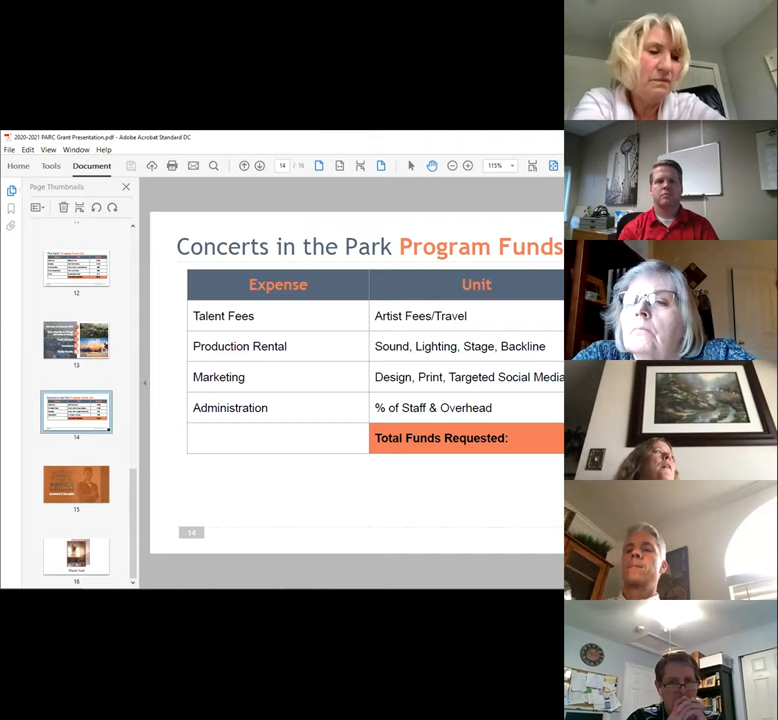 2020-2021 PARC Grant Presentation.pdf - Adobe Acrobat Standard DC
File Edit View Window Help
Home Tools Document 14 / 16 115%
Page Thumbnails
12
13
14
15
16
Concerts in the Park Program Funds
Expense Unit
Talent Fees Artist Fees/Travel
Production Rental Sound, Lighting, Stage, Backline
Marketing Design, Print, Targeted Social Media
Administration % of Staff & Overhead
Total Funds Requested:
14